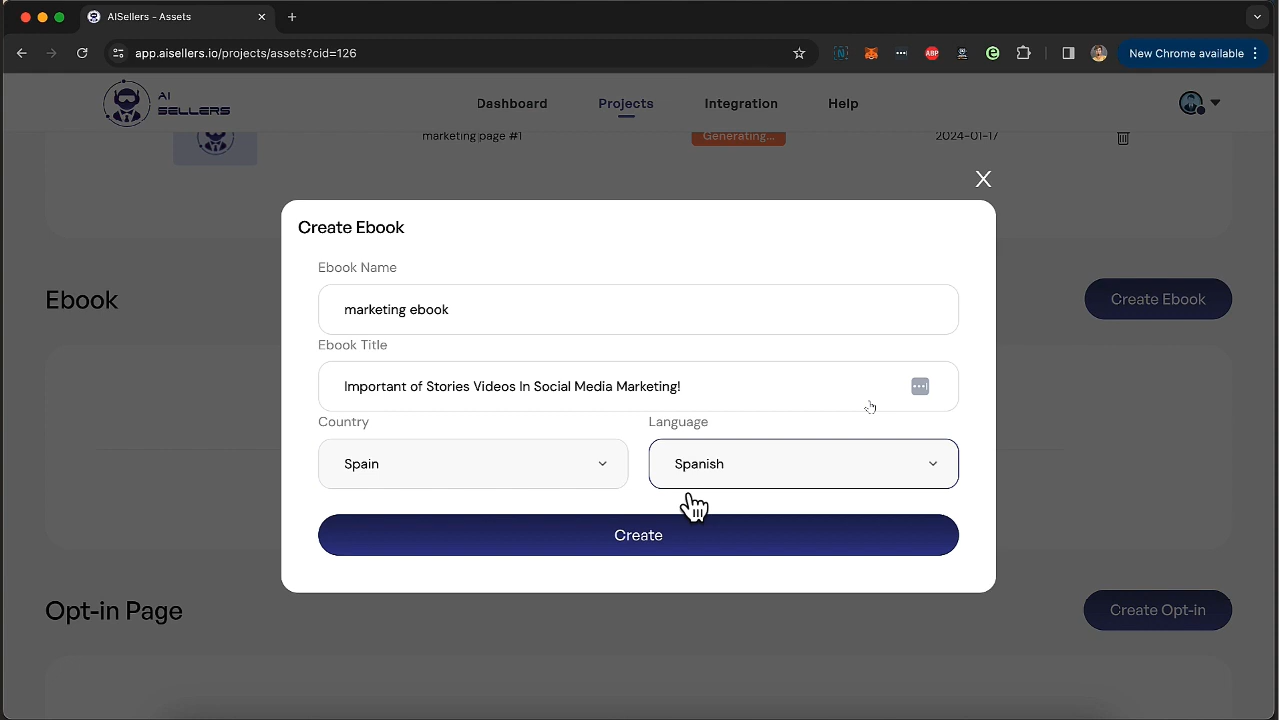 AISellers - Assets
app.aisellers.io/projects/assets?cid=126
New Chrome available
AI
SELLERS
Dashboard
Projects
Integration
Help
marketing page #1
Generating...
2024-01-17
X
Create Ebook
Ebook Name
marketing ebook
Ebook Title
Important of Stories Videos In Social Media Marketing!
Country
Language
Spain
Spanish
Create
Ebook
Create Ebook
Opt-in Page
Create Opt-in